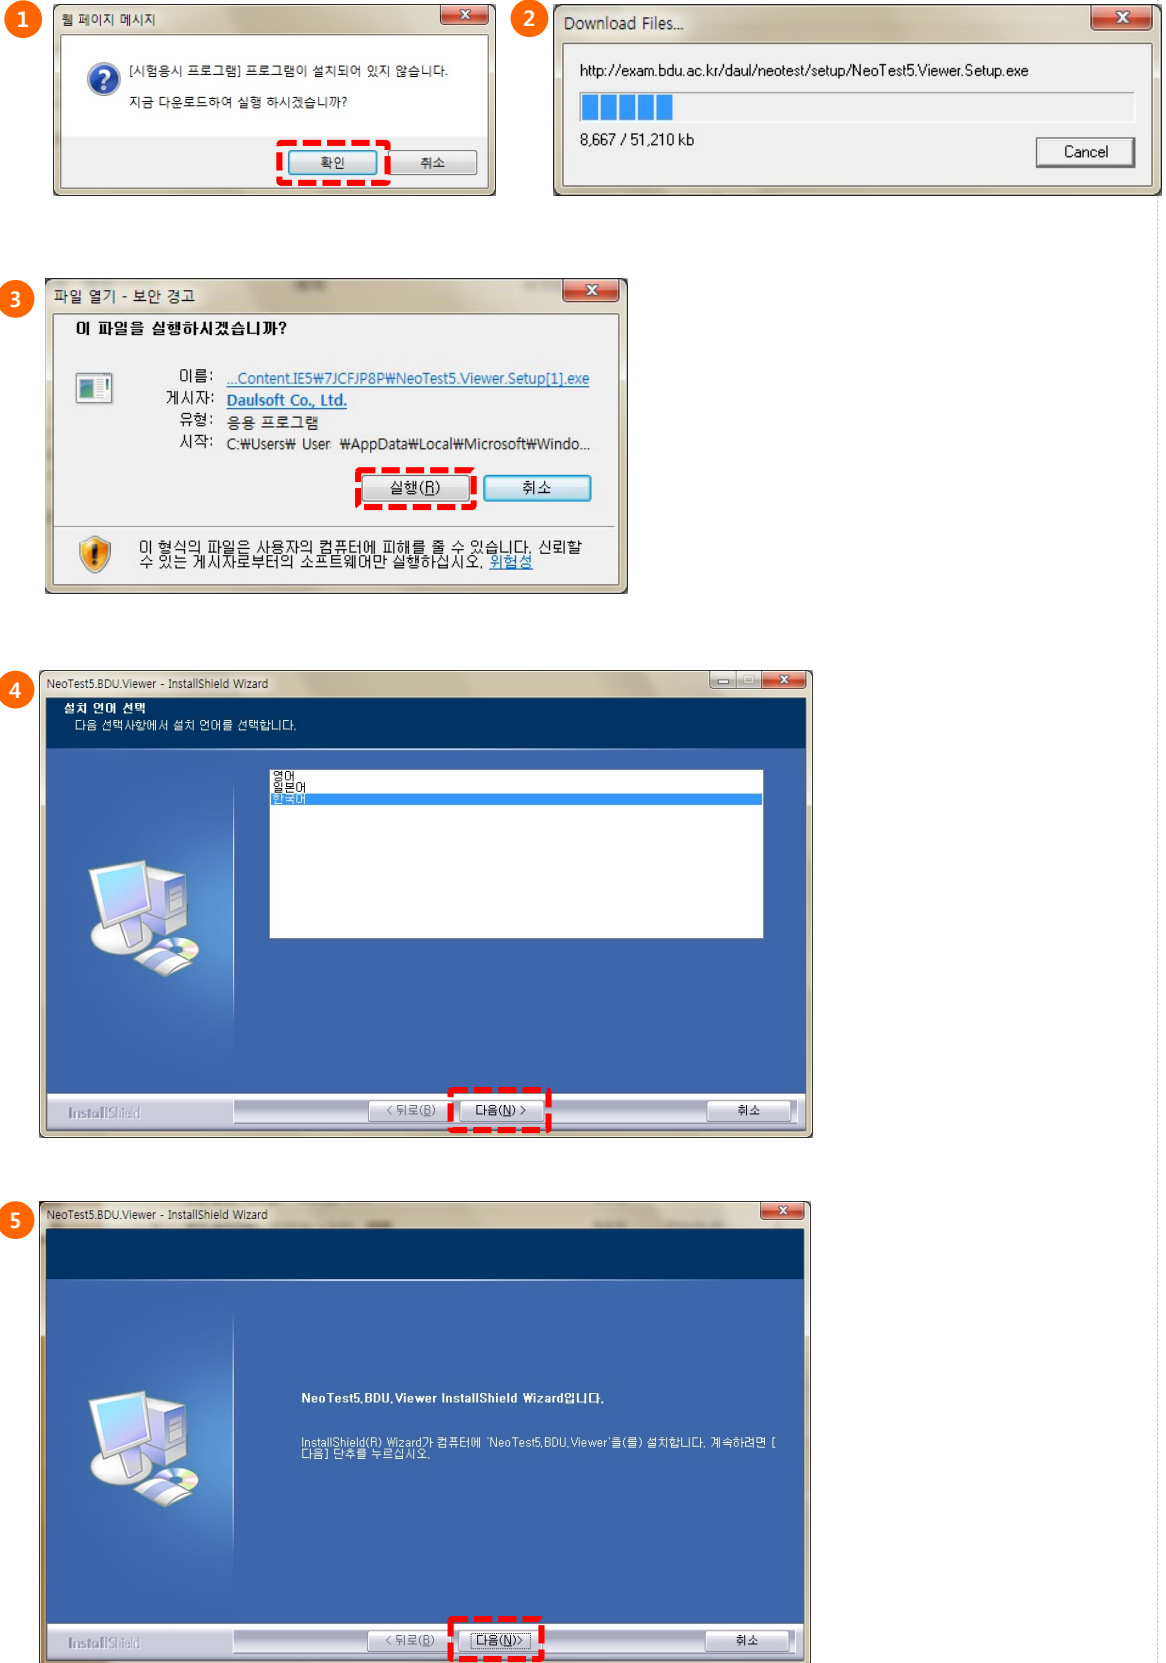 1
웹 페이지 메시지
[시험응시 프로그램] 프로그램이 설치되어 있지 않습니다.
지금 다운로드하여 실행 하시겠습니까?
확인
취소
2
Download Files...
http://exam.bdu.ac.kr/daul/neotest/setup/NeoTest5.Viewer.Setup.exe
8,667 / 51,210 kb
Cancel
3
파일 열기 - 보안 경고
이 파일을 실행하시겠습니까?
이름: ...Content.IE5₩7JCFJP8P₩NeoTest5.Viewer.Setup[1].exe
게시자: Daulsoft Co., Ltd.
유형: 응용 프로그램
시작: C:₩Users₩ User ₩AppData₩Local₩Microsoft₩Windo...
실행(R)
취소
이 형식의 파일은 사용자의 컴퓨터에 피해를 줄 수 있습니다. 신뢰할
수 있는 게시자로부터의 소프트웨어만 실행하십시오. 위험성
4
NeoTest5.BDU.Viewer - InstallShield Wizard
설치 언어 선택
다음 선택사항에서 설치 언어를 선택합니다.
영어
일본어
한국어
InstallShield
< 뒤로(B)
다음(N) >
취소
5
NeoTest5.BDU.Viewer - InstallShield Wizard
NeoTest5.BDU.Viewer InstallShield Wizard입니다.
InstallShield(R) Wizard가 컴퓨터에 'NeoTest5.BDU.Viewer'을(를) 설치합니다. 계속하려면 [
다음] 단추를 누르십시오.
InstallShield
< 뒤로(B)
다음(N)>
취소